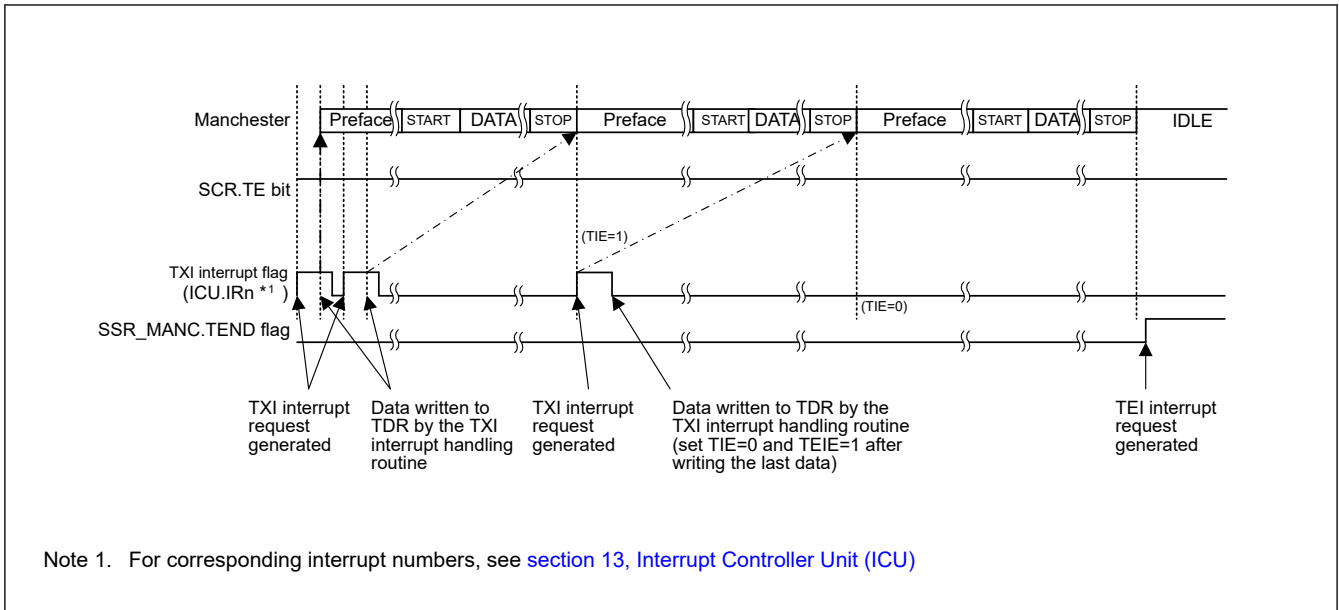 Manchester
Preface START DATA STOP Preface START DATA STOP Preface START DATA STOP IDLE
SCR.TE bit
(TIE=1)
TXI interrupt flag
(ICU.IRn *1 )
(TIE=0)
SSR_MANC.TEND flag
TXI interrupt
request
generated
Data written to
TDR by the TXI
interrupt handling
routine
TXI interrupt
request
generated
Data written to TDR by the
TXI interrupt handling routine
(set TIE=0 and TEIE=1 after
writing the last data)
TEI interrupt
request
generated
Note 1. For corresponding interrupt numbers, see section 13, Interrupt Controller Unit (ICU)